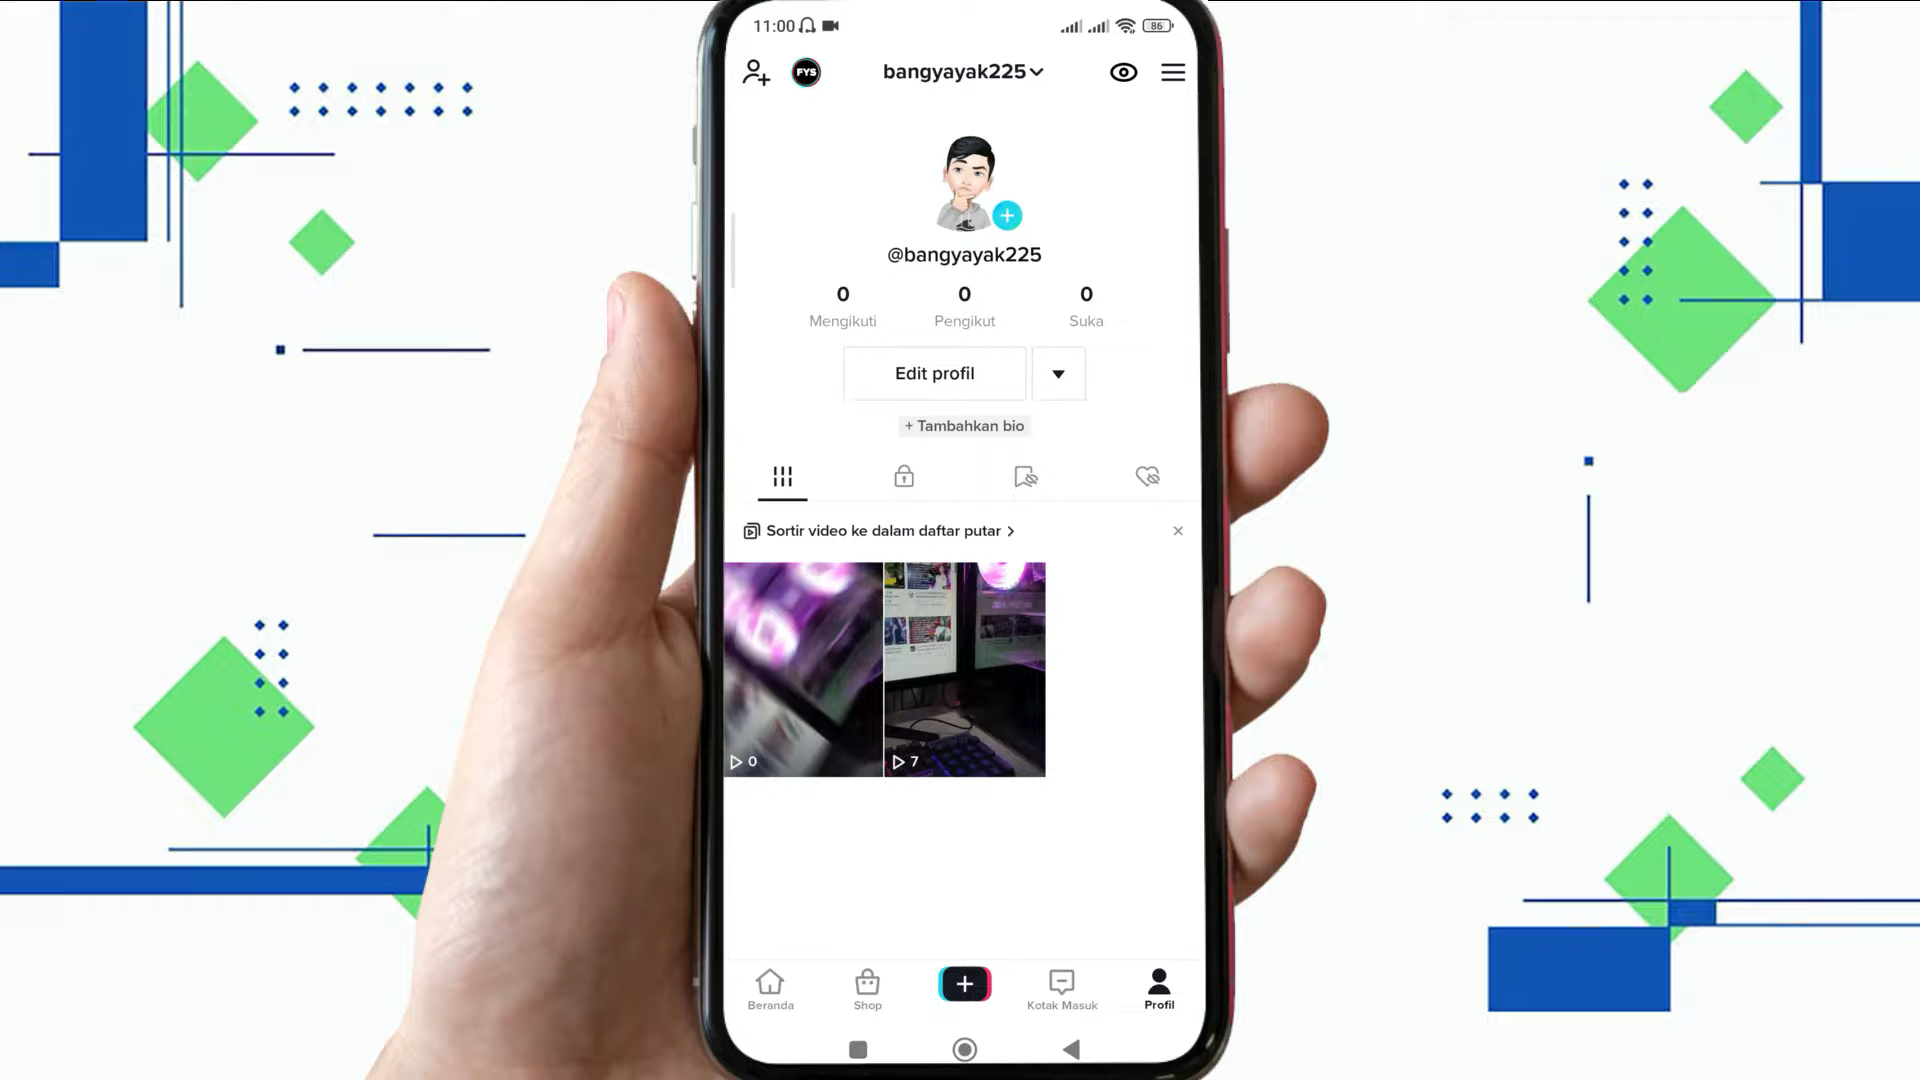 11:00
86
FYS
bangyayak225
@bangyayak225
0 0 0
Mengikuti Pengikut Suka
Edit profil
+ Tambahkan bio
Sortir video ke dalam daftar putar
0 7
Beranda Shop Kotak Masuk Profil